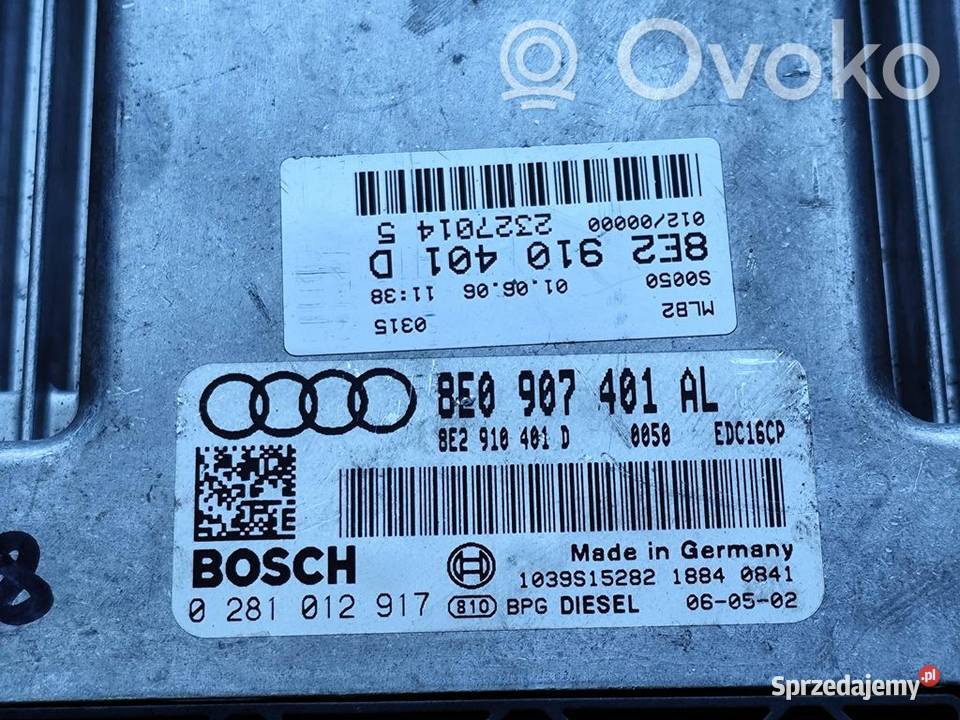 Ovoko
MLB2 0315
S0050 01.06.06 11:38
8E2 910 401 D
012/00000 2327014 5
8E0 907 401 AL
8E2 910 401 D 0050 EDC16CP
E
BOSCH
Made in Germany
1039S15282 1884 0841
0 281 012 917 810 BPG DIESEL 06-05-02
8
Sprzedajemy.pl